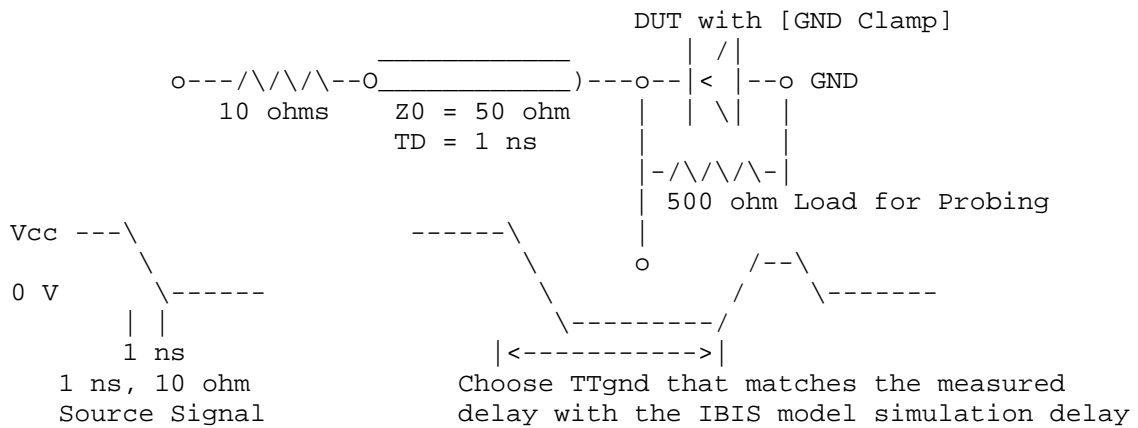 DUT with [GND Clamp]
GND
10 ohms
Z0 = 50 ohm
TD = 1 ns
500 ohm Load for Probing
Vcc
0 V
1 ns
1 ns, 10 ohm
Source Signal
Choose TTgnd that matches the measured
delay with the IBIS model simulation delay